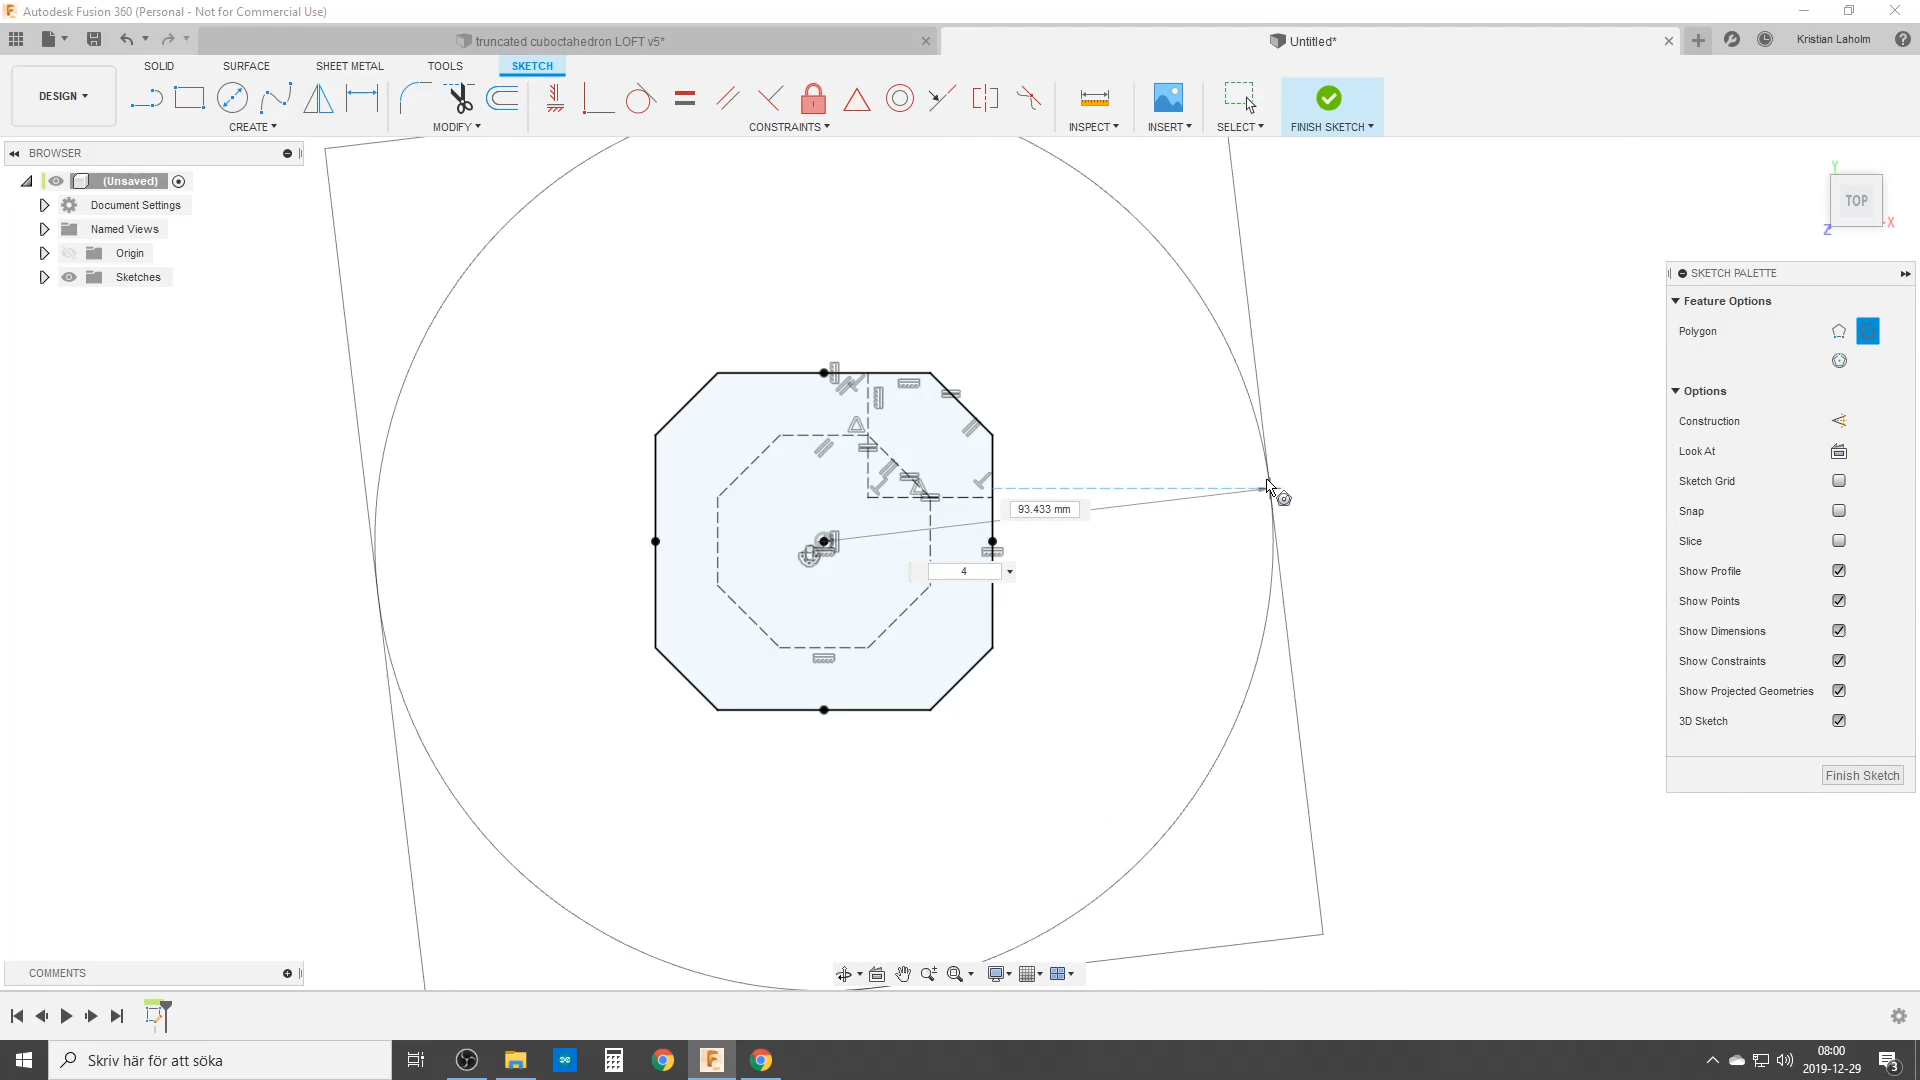 Autodesk Fusion 360 (Personal - Not for Commercial Use)
truncated cuboctahedron LOFT v5*
Untitled*
Kristian Laholm
DESIGN
SOLID
SURFACE
SHEET METAL
TOOLS
SKETCH
CREATE
MODIFY
CONSTRAINTS
INSPECT
INSERT
SELECT
FINISH SKETCH
BROWSER
(Unsaved)
Document Settings
Named Views
Origin
Sketches
Y
TOP
X
Z
SKETCH PALETTE
Feature Options
Polygon
Options
Construction
Look At
Sketch Grid
Snap
Slice
Show Profile
Show Points
Show Dimensions
Show Constraints
Show Projected Geometries
3D Sketch
Finish Sketch
93.433 mm
4
COMMENTS
Skriv här för att söka
08:00
2019-12-29
3